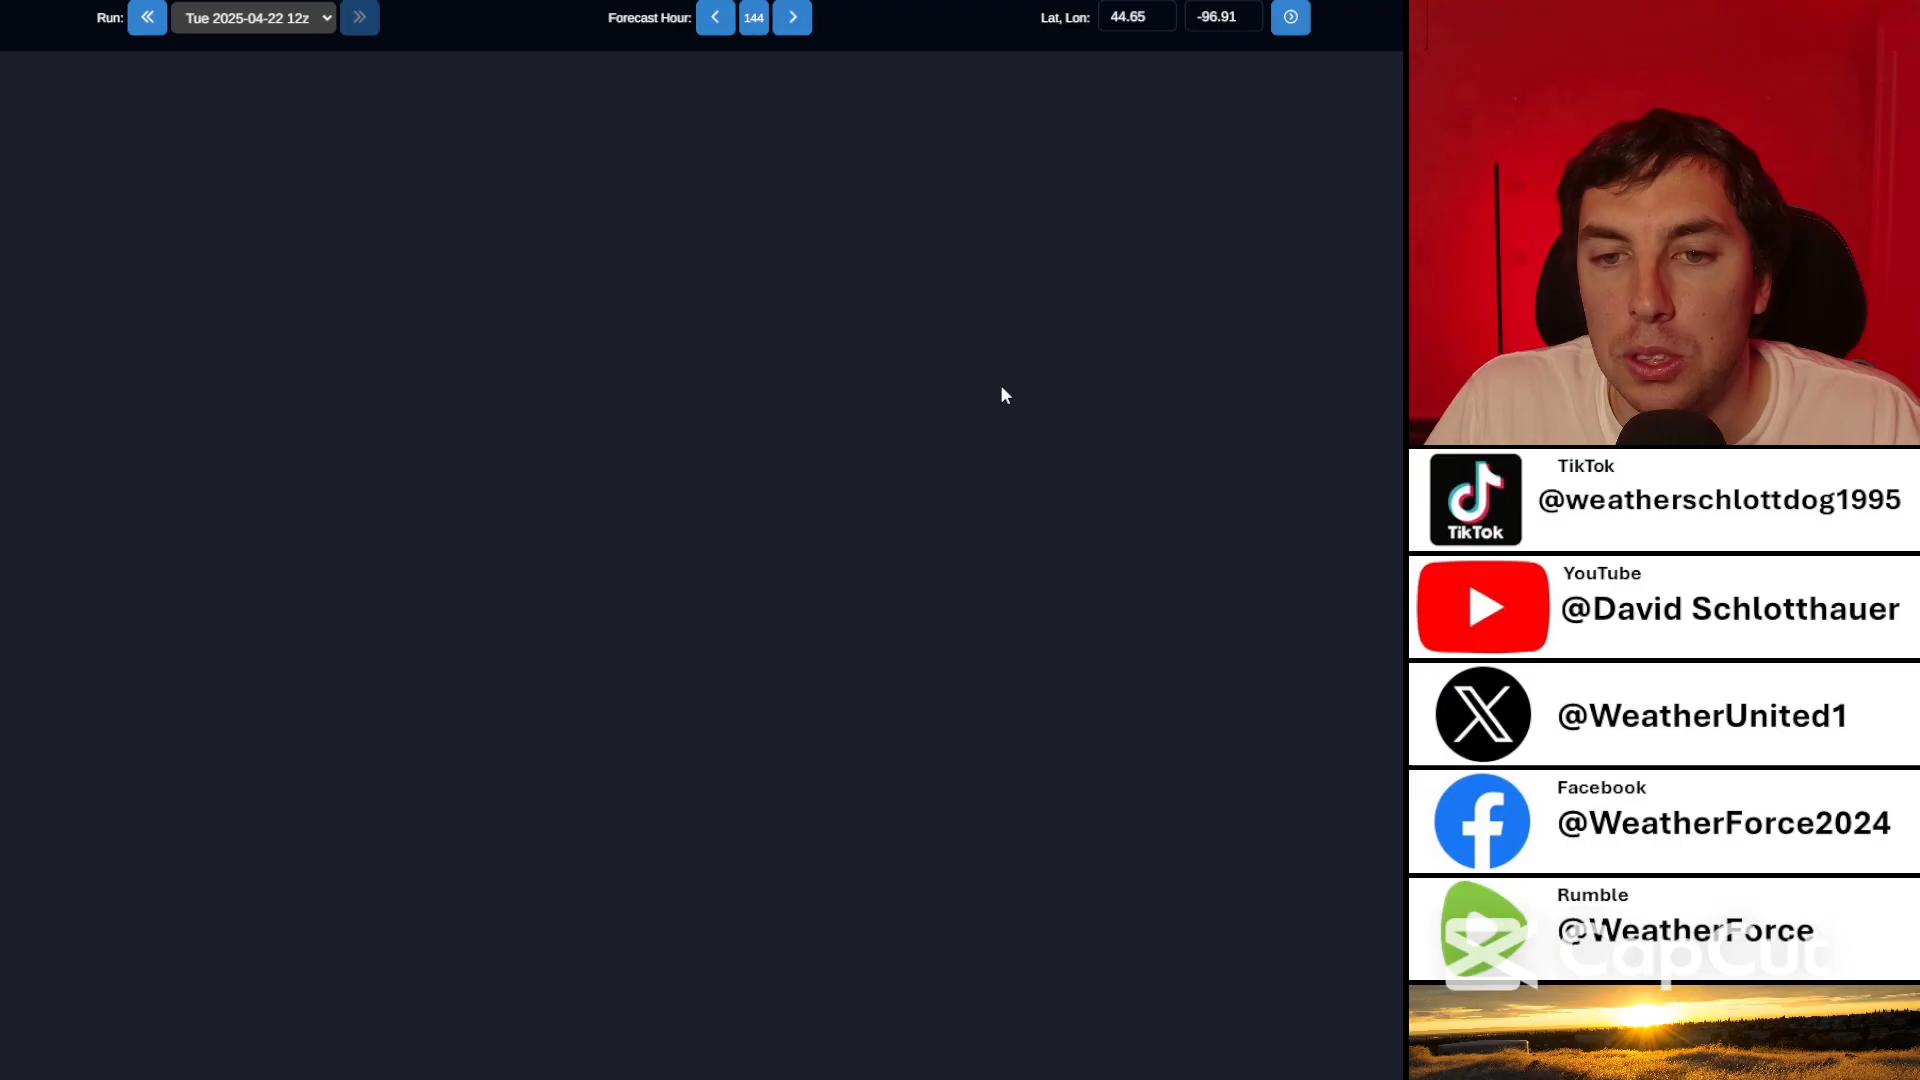 Run: Tue 2025-04-22 12z Forecast Hour: 144 Lat, Lon: 44.65 -96.91
TikTok
@weatherschlottdog1995
TikTok
YouTube
@David Schlotthauer
@WeatherUnited1
Facebook
@WeatherForce2024
Rumble
@WeatherForce
CapCut